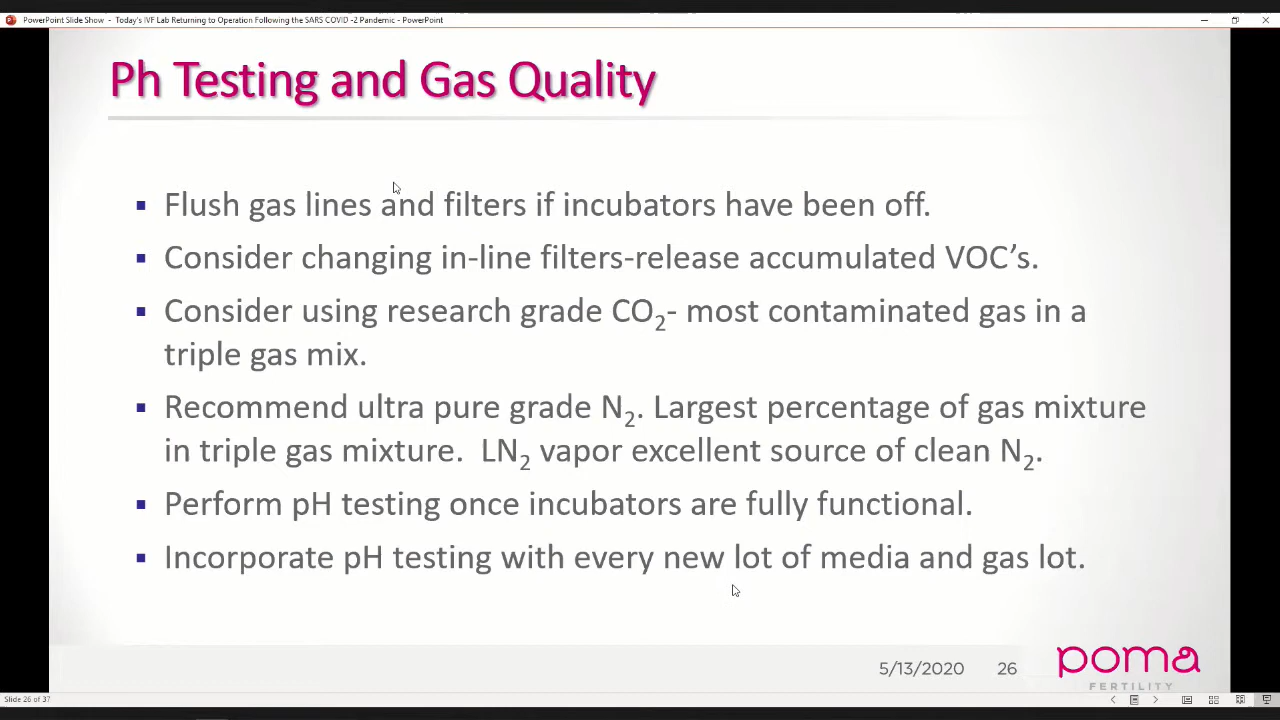 PowerPoint Slide Show - Today's IVF Lab Returning to Operation Following the SARS COVID -2 Pandemic - PowerPoint
Ph Testing and Gas Quality
▪ Flush gas lines and filters if incubators have been off.
▪ Consider changing in-line filters-release accumulated VOC's.
▪ Consider using research grade CO₂- most contaminated gas in a
triple gas mix.
▪ Recommend ultra pure grade N₂. Largest percentage of gas mixture
in triple gas mixture. LN₂ vapor excellent source of clean N₂.
▪ Perform pH testing once incubators are fully functional.
▪ Incorporate pH testing with every new lot of media and gas lot.
5/13/2020 26
poma
FERTILITY
Slide 26 of 37